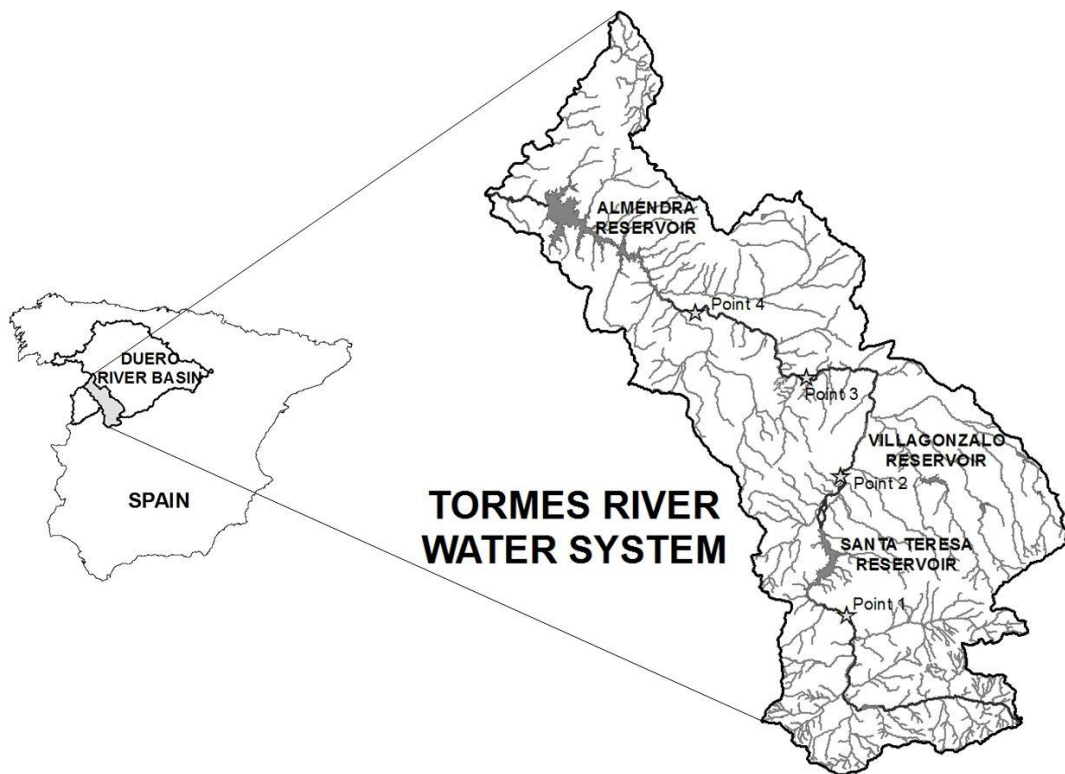 ALMENDRA
RESERVOIR
Point 4
DUERO
RIVER BASIN
Point 3
VILLAGONZALO
RESERVOIR
Point 2
SPAIN
TORMES RIVER
WATER SYSTEM
SANTA TERESA
RESERVOIR
Point 1